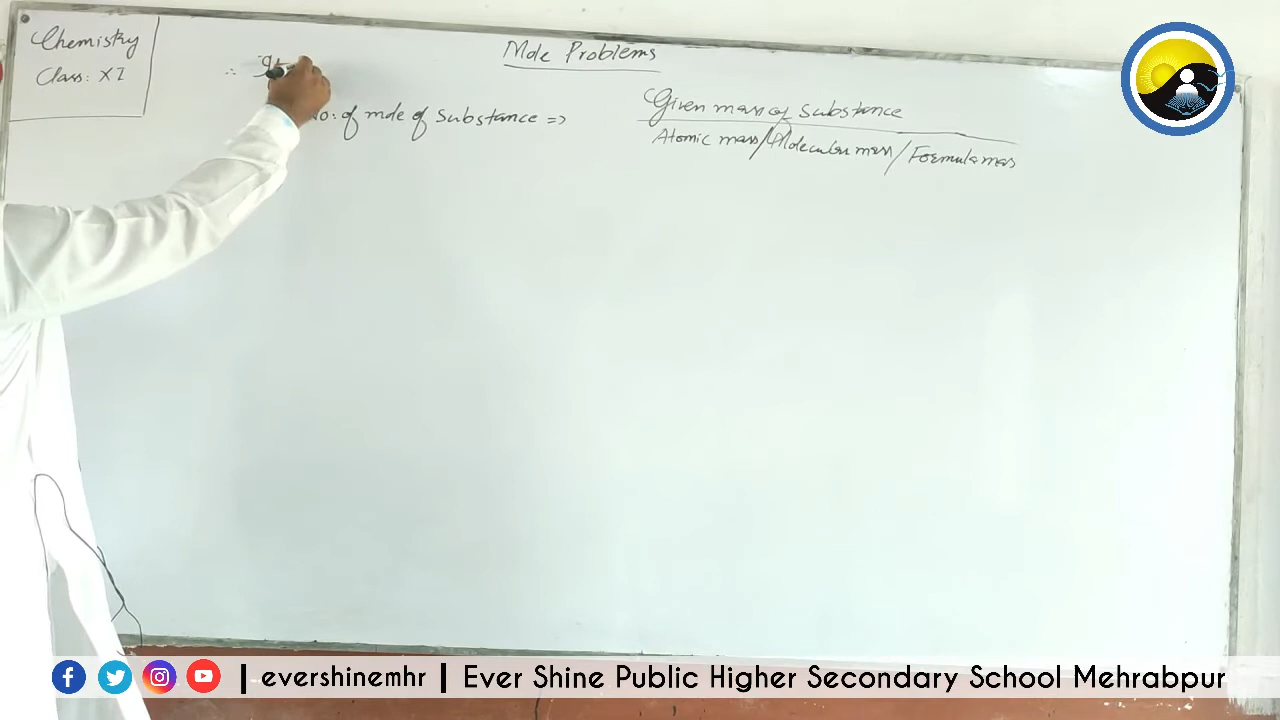 Chemistry
Class: XI
Mole Problems
∴
No: of mole of Substance =>
Given mass of substance
Atomic mass/Molecular mass/Formula mass
| evershinemhr | Ever Shine Public Higher Secondary School Mehrabpur